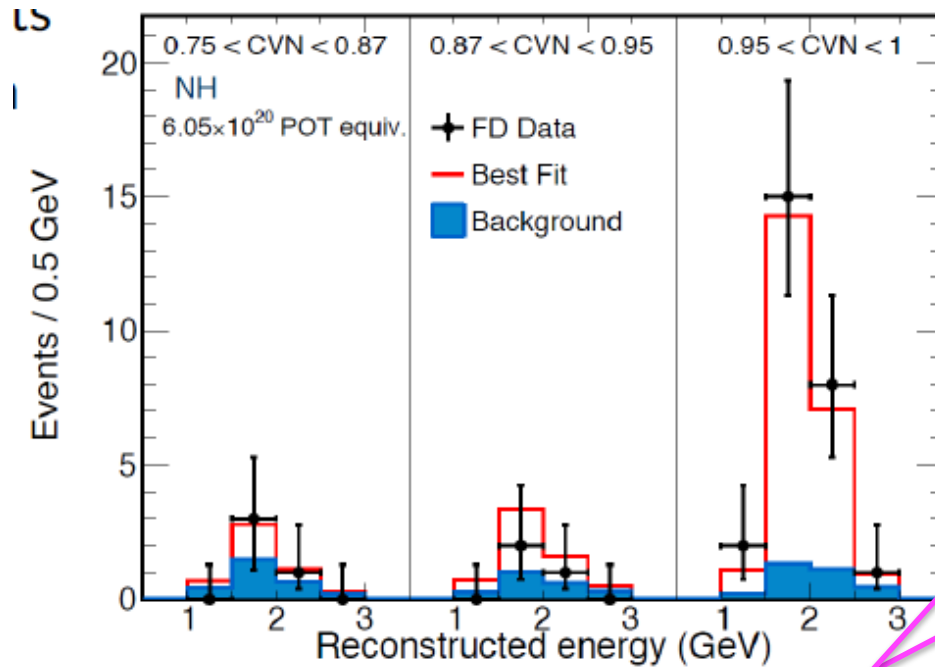 ts
0.75 < CVN < 0.87
0.87 < CVN < 0.95
0.95 < CVN < 1
NH
6.05×10²⁰ POT equiv.
FD Data
Best Fit
Background
Events / 0.5 GeV
20
15
10
5
0
1 2 3 1 2 3 1 2 3
Reconstructed energy (GeV)